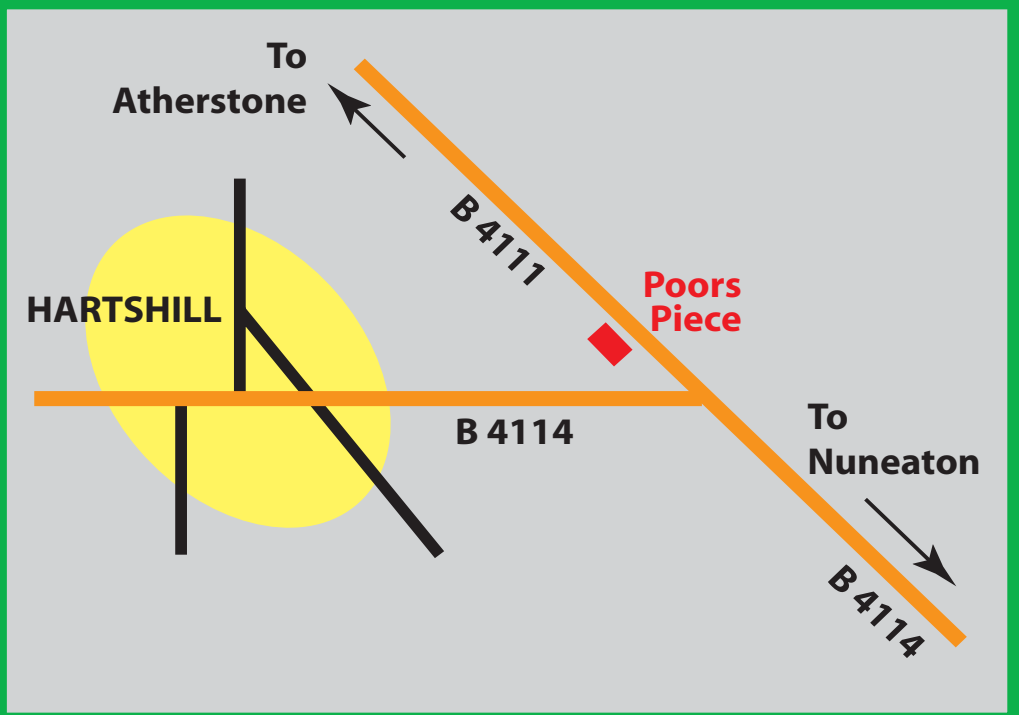 To
Atherstone
B 4111
Poors
Piece
HARTSHILL
B 4114
To
Nuneaton
B 4114